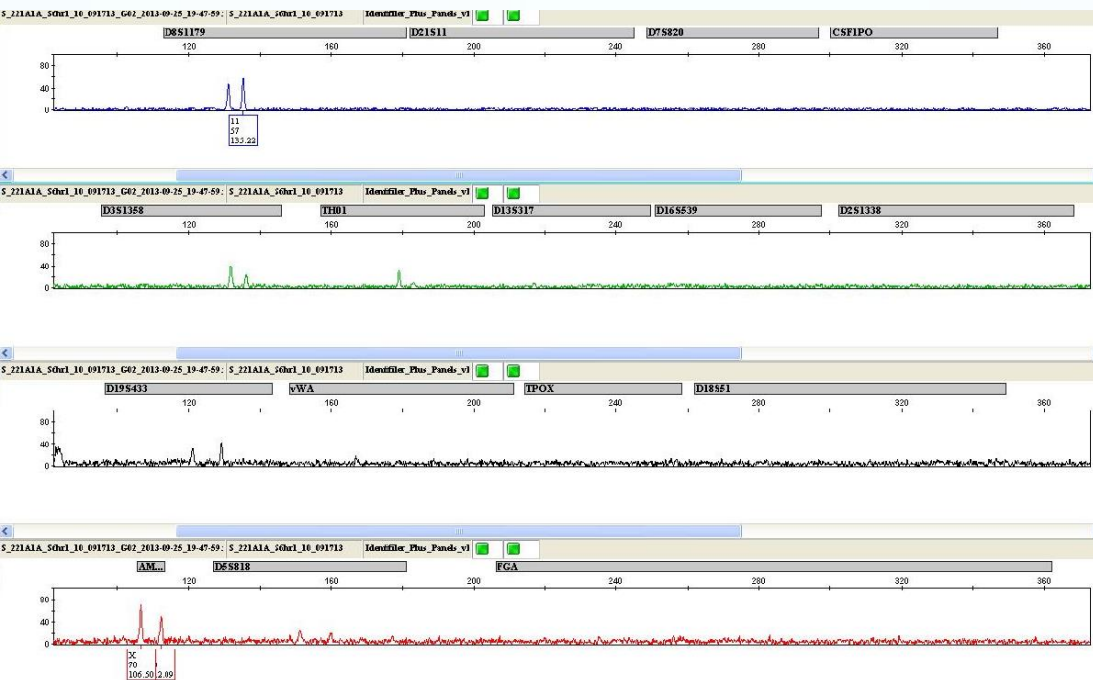 S_221A1A_S6hr1_10_091713_G02_2013-09-25_19-47-59: S_221A1A_S6hr1_10_091713 Identifiler_Plus_Panels_v1
D8S1179 D21S11 D7S820 CSF1PO
120 160 200 240 280 320 360
80
40
0
11
57
135.22
S_221A1A_S6hr1_10_091713_G02_2013-09-25_19-47-59: S_221A1A_S6hr1_10_091713 Identifiler_Plus_Panels_v1
D3S1358 TH01 D13S317 D16S539 D2S1338
120 160 200 240 280 320 360
80
40
0
S_221A1A_S6hr1_10_091713_G02_2013-09-25_19-47-59: S_221A1A_S6hr1_10_091713 Identifiler_Plus_Panels_v1
D19S433 vWA TPOX D18S51
120 160 200 240 280 320 360
80
40
0
S_221A1A_S6hr1_10_091713_G02_2013-09-25_19-47-59: S_221A1A_S6hr1_10_091713 Identifiler_Plus_Panels_v1
AM... D5S818 FGA
120 160 200 240 280 320 360
80
40
0
X
70
106.50 2.09